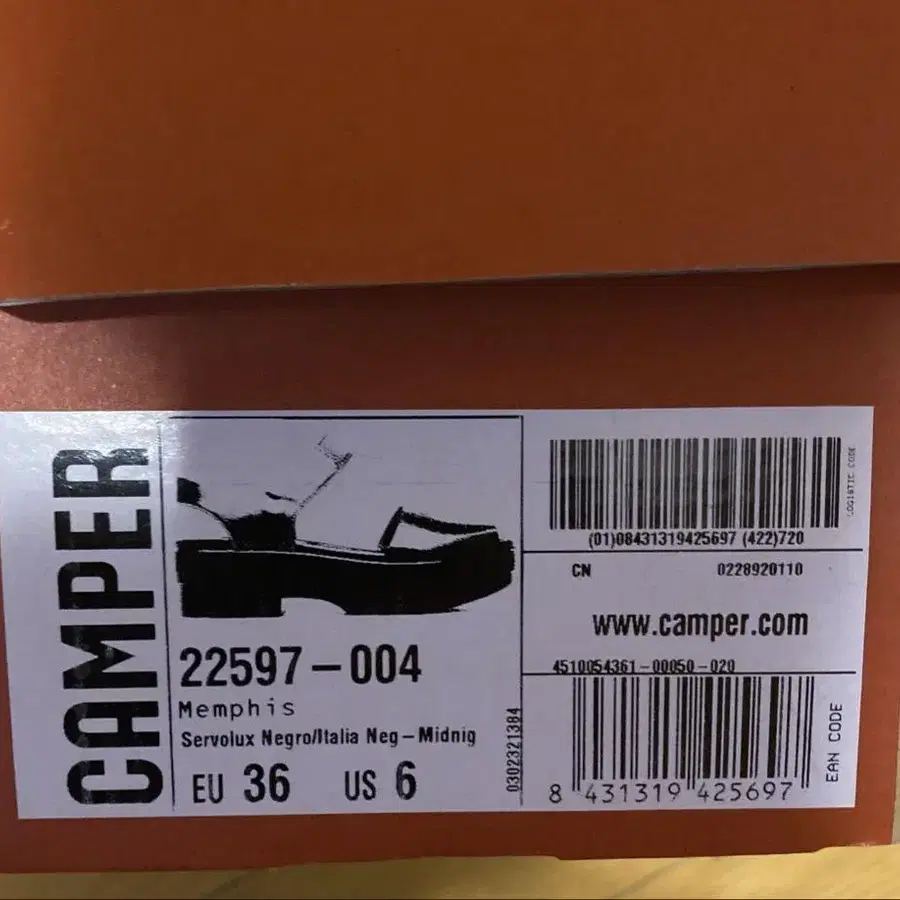 CAMPER
22597-004
Memphis
Servolux Negro/Italia Neg-Midnig
EU 36 US 6
0302321384
LOGISTIC CODE
(01)08431319425697 (422)720
CN 0228920110
www.camper.com
4510054361-00050-020
8 431319 425697
EAN CODE